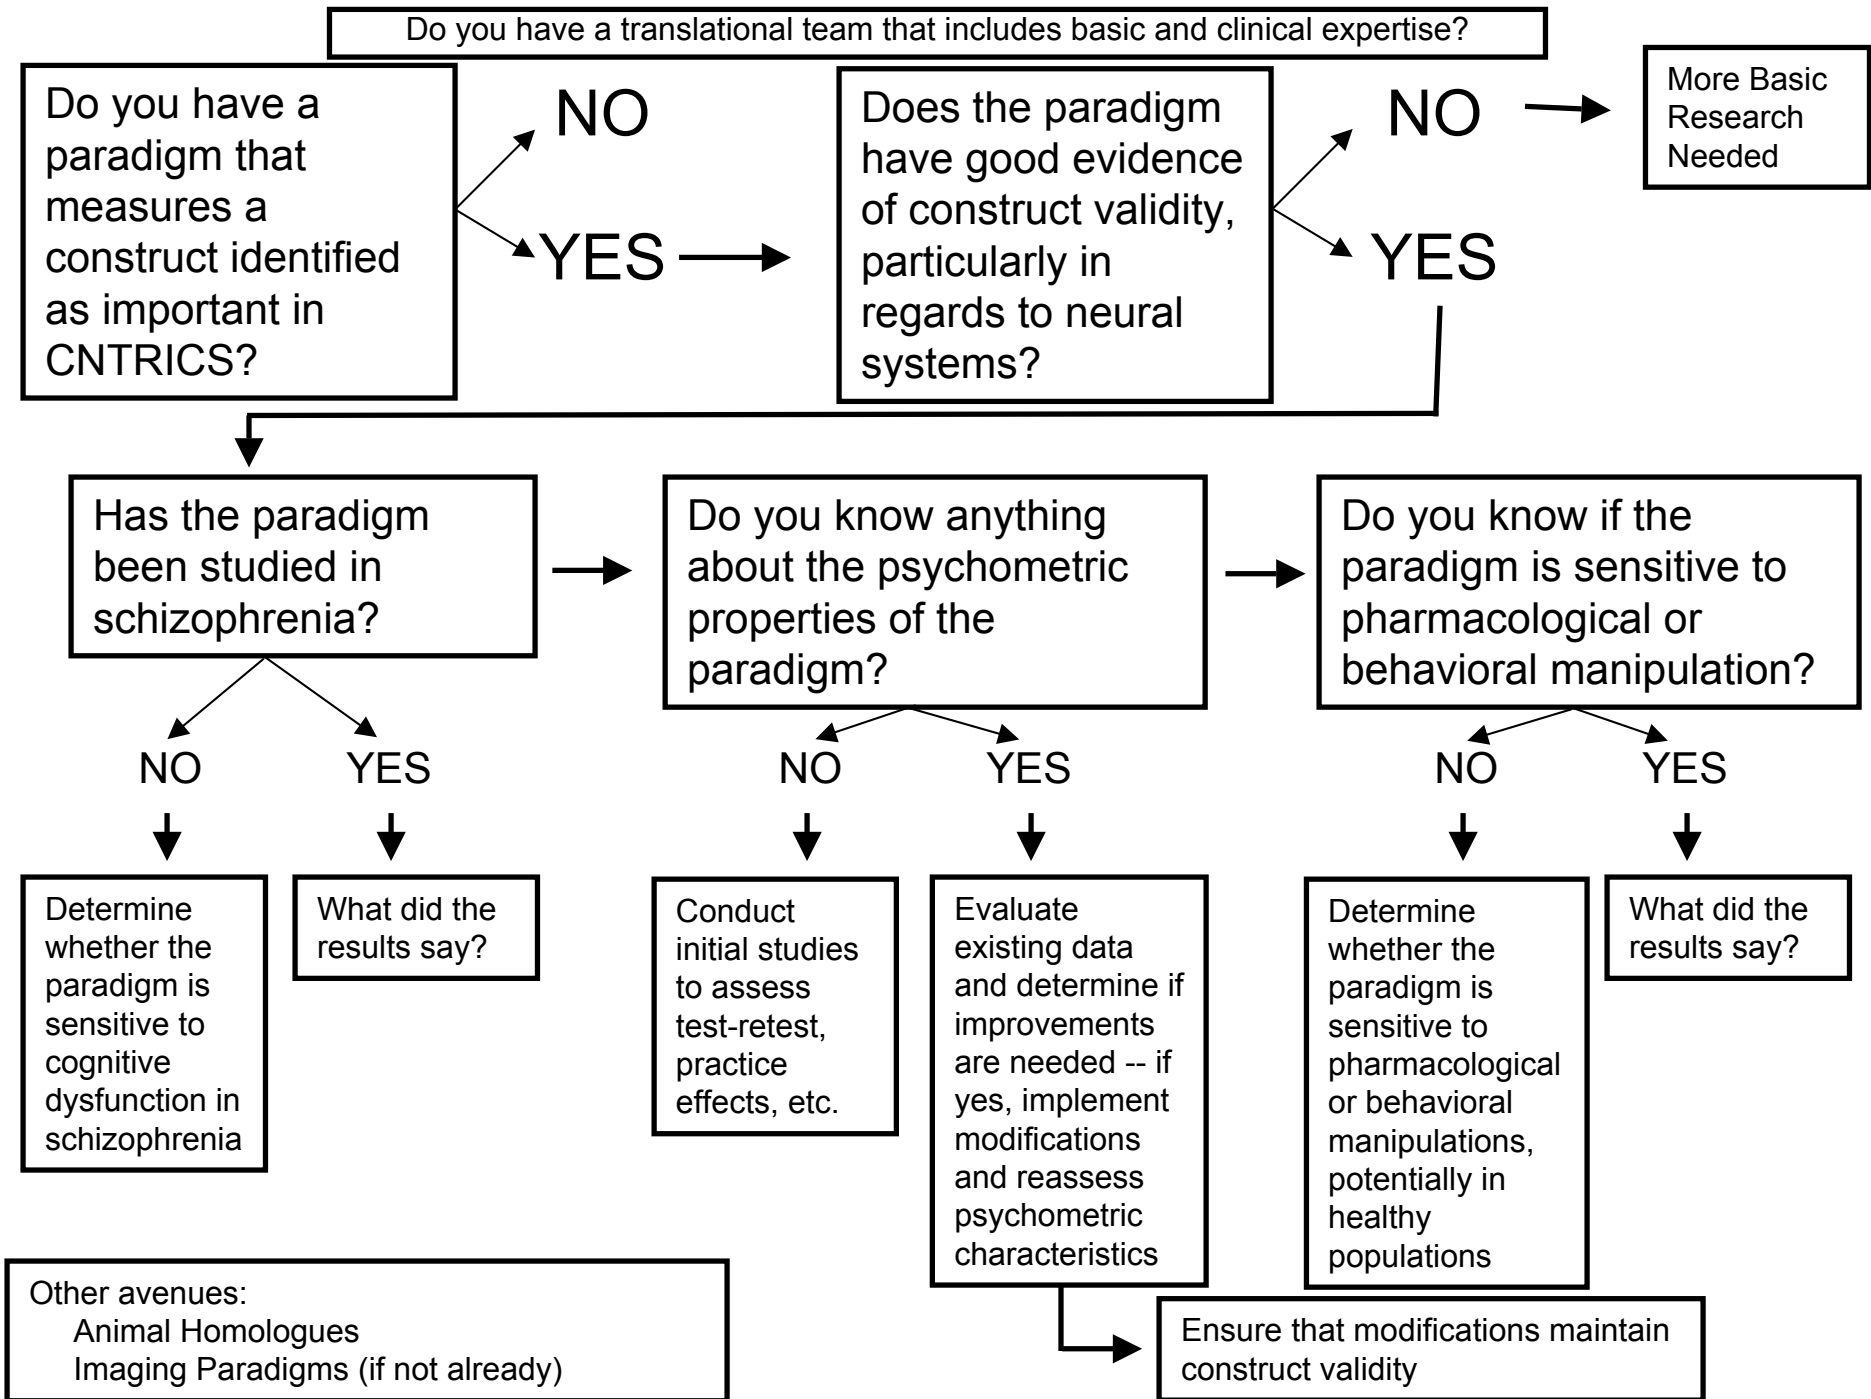 Do you have a translational team that includes basic and clinical expertise?
Do you have a
paradigm that
measures a
construct identified
as important in
CNTRICS?
NO
YES
Does the paradigm
have good evidence
of construct validity,
particularly in
regards to neural
systems?
NO
YES
More Basic
Research
Needed
Has the paradigm
been studied in
schizophrenia?
Do you know anything
about the psychometric
properties of the
paradigm?
Do you know if the
paradigm is sensitive to
pharmacological or
behavioral manipulation?
NO
YES
NO
YES
NO
YES
Determine
whether the
paradigm is
sensitive to
cognitive
dysfunction in
schizophrenia
What did the
results say?
Conduct
initial studies
to assess
test-retest,
practice
effects, etc.
Evaluate
existing data
and determine if
improvements
are needed -- if
yes, implement
modifications
and reassess
psychometric
characteristics
Determine
whether the
paradigm is
sensitive to
pharmacological
or behavioral
manipulations,
potentially in
healthy
populations
What did the
results say?
Other avenues:
Animal Homologues
Imaging Paradigms (if not already)
Ensure that modifications maintain
construct validity